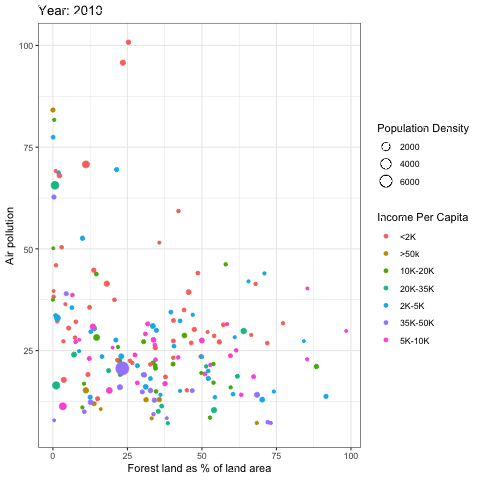 Year: 2010
Air pollution
100
75
50
25
0
25
50
75
100
Forest land as % of land area
Population Density
2000
4000
6000
Income Per Capita
<2K
>50k
10K-20K
20K-35K
2K-5K
35K-50K
5K-10K